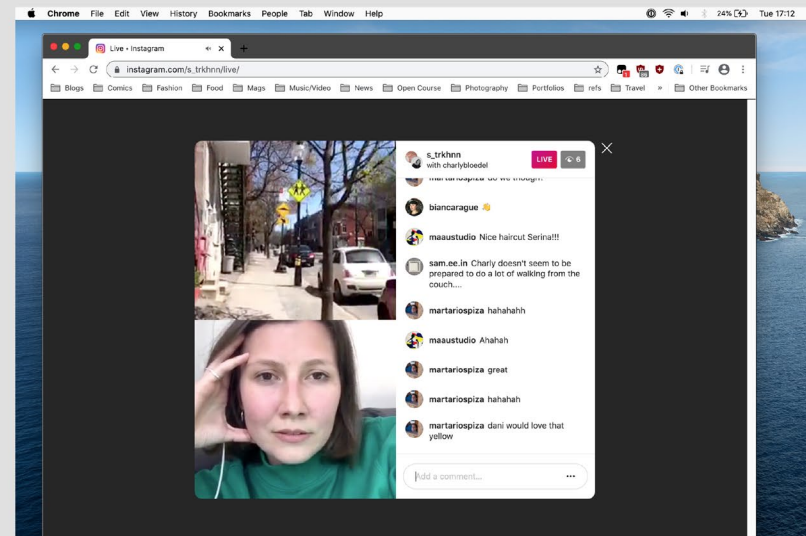 Chrome File Edit View History Bookmarks People Tab Window Help
24% Tue 17:12
Live • Instagram
instagram.com/s_trkhnn/live/
Blogs Comics Fashion Food Mags Music/Video News Open Course Photography Portfolios refs Travel » Other Bookmarks
s_trkhnn
with charlybloedel
LIVE 6
martariospiza do we though?
biancarague 👋
maaustudio Nice haircut Serina!!!
sam.ee.in Charly doesn't seem to be
prepared to do a lot of walking from the
couch....
martariospiza hahahahh
maaustudio Ahahah
martariospiza great
martariospiza hahahah
martariospiza dani would love that
yellow
Add a comment...